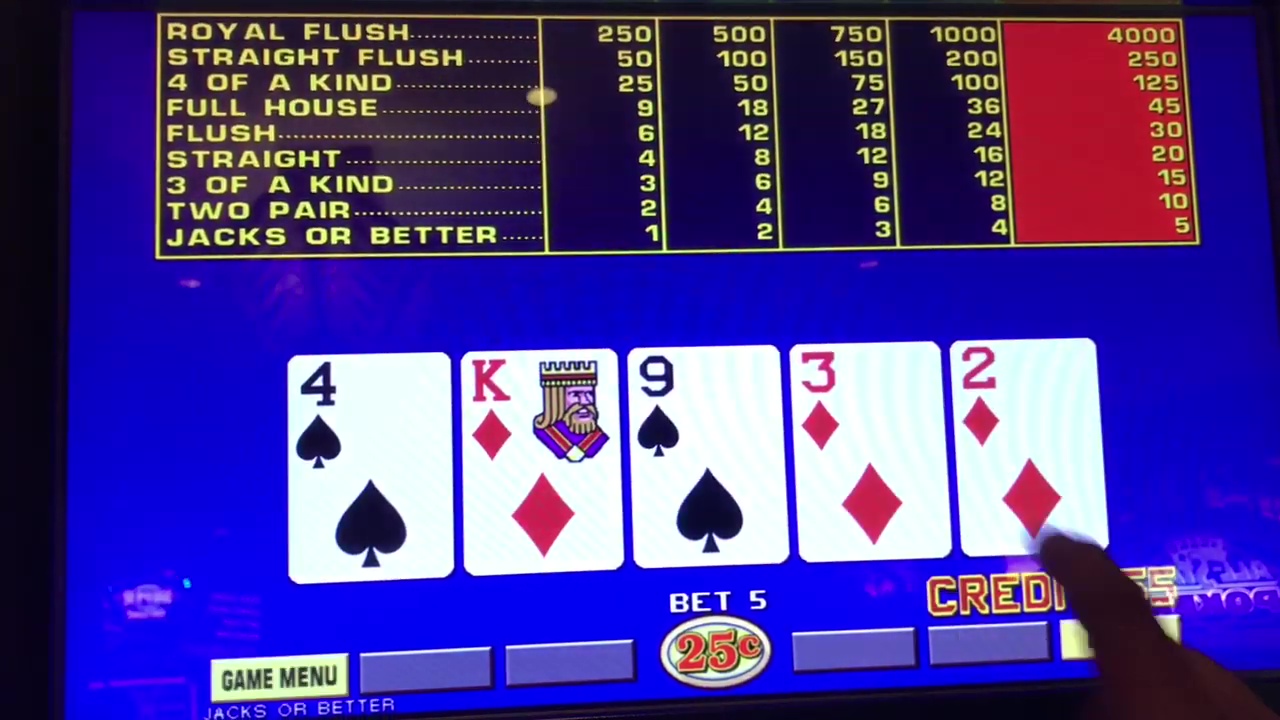 ROYAL FLUSH 250 500 750 1000 4000
STRAIGHT FLUSH 50 100 150 200 250
4 OF A KIND 25 50 75 100 125
FULL HOUSE 9 18 27 36 45
FLUSH 6 12 18 24 30
STRAIGHT 4 8 12 16 20
3 OF A KIND 3 6 9 12 15
TWO PAIR 2 4 6 8 10
JACKS OR BETTER 1 2 3 4 5
4 K 9 3 2
BET 5
25¢
GAME MENU
JACKS OR BETTER